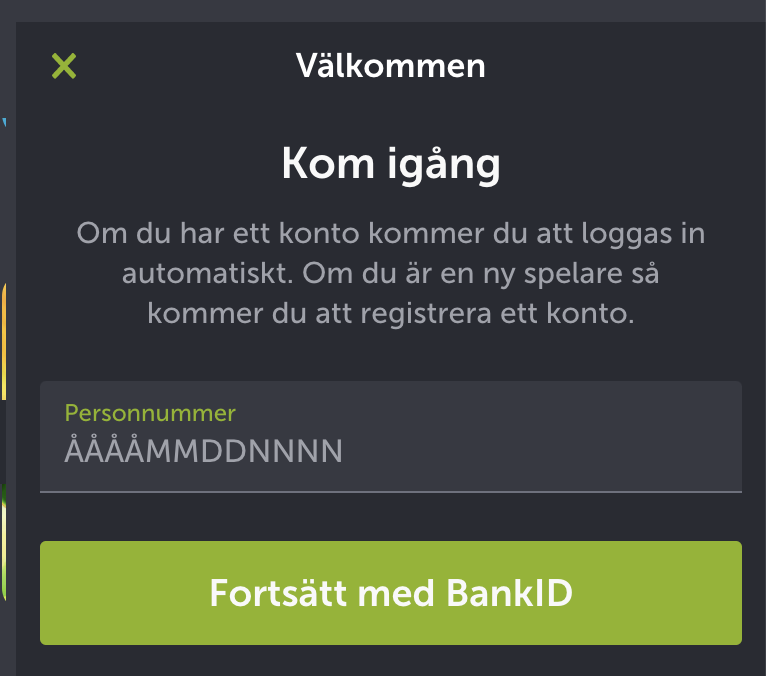 Välkommen
Kom igång
Om du har ett konto kommer du att loggas in
automatiskt. Om du är en ny spelare så
kommer du att registrera ett konto.
Personnummer
ÅÅÅÅMMDDNNNN
Fortsätt med BankID